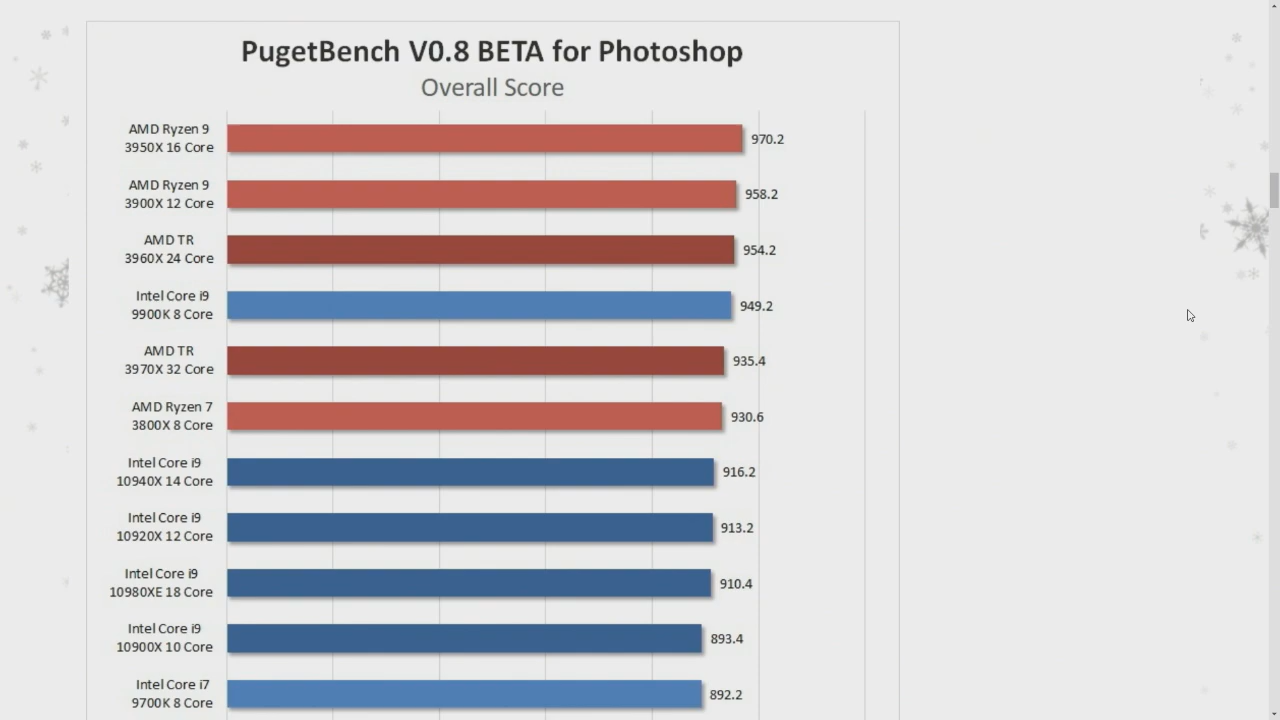 PugetBench V0.8 BETA for Photoshop
Overall Score
AMD Ryzen 9
3950X 16 Core
970.2
AMD Ryzen 9
3900X 12 Core
958.2
AMD TR
3960X 24 Core
954.2
Intel Core i9
9900K 8 Core
949.2
AMD TR
3970X 32 Core
935.4
AMD Ryzen 7
3800X 8 Core
930.6
Intel Core i9
10940X 14 Core
916.2
Intel Core i9
10920X 12 Core
913.2
Intel Core i9
10980XE 18 Core
910.4
Intel Core i9
10900X 10 Core
893.4
Intel Core i7
9700K 8 Core
892.2